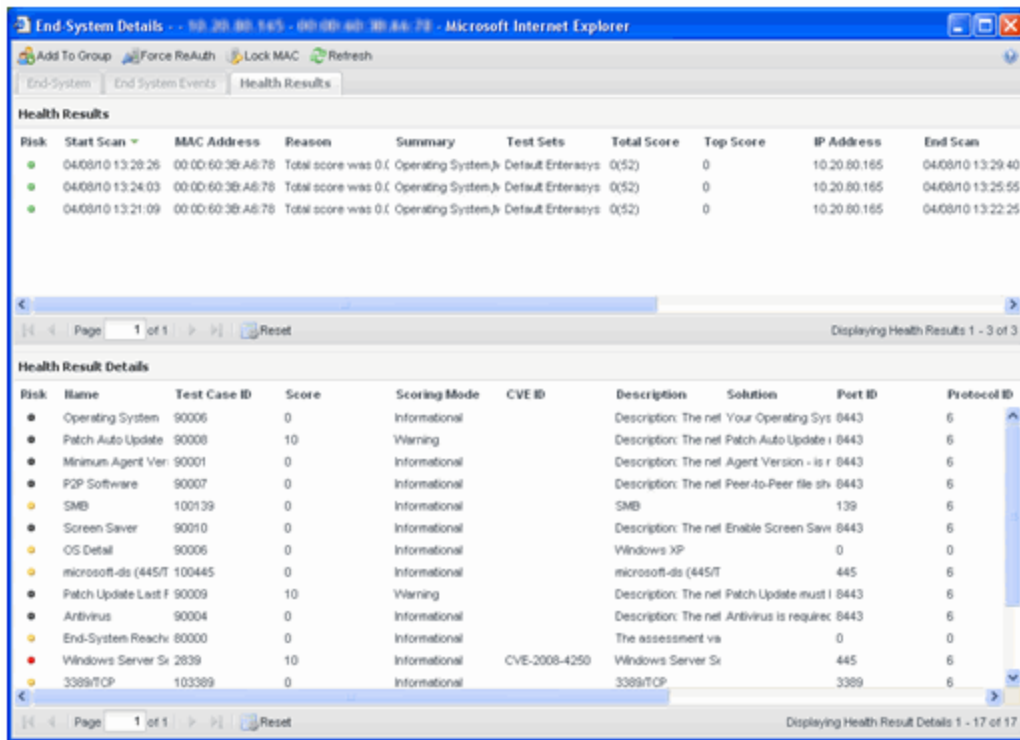 End-System Details - - - Microsoft Internet Explorer
Add To Group Force ReAuth Lock MAC Refresh
End-System End System Events Health Results
Health Results
Risk Start Scan MAC Address Reason Summary Test Sets Total Score Top Score IP Address End Scan
04/08/10 13:28:26 00:0D:60:3B:A6:78 Total score was 0.( Operating System,\ Default Enterasys 0(52) 0 10.20.80.165 04/08/10 13:29:40
04/08/10 13:24:03 00:0D:60:3B:A6:78 Total score was 0.( Operating System,\ Default Enterasys 0(52) 0 10.20.80.165 04/08/10 13:25:55
04/08/10 13:21:09 00:0D:60:3B:A6:78 Total score was 0.( Operating System,\ Default Enterasys 0(52) 0 10.20.80.165 04/08/10 13:22:25
Page 1 of 1 Reset Displaying Health Results 1 - 3 of 3
Health Result Details
Risk Name Test Case ID Score Scoring Mode CVE ID Description Solution Port ID Protocol ID
Operating System 90006 0 Informational Description: The net Your Operating Sys 8443 6
Patch Auto Update 90008 10 Warning Description: The net Patch Auto Update 8443 6
Minimum Agent Ver 90001 0 Informational Description: The net Agent Version - is r 8443 6
P2P Software 90007 0 Informational Description: The net Peer-to-Peer file sh 8443 6
SMB 100139 0 Informational SMB 139 6
Screen Saver 90010 0 Informational Description: The net Enable Screen Save 8443 6
OS Detail 90006 0 Informational Windows XP 0 0
microsoft-ds (445/T 100445 0 Informational microsoft-ds (445/T 445 6
Patch Update Last F 90009 10 Warning Description: The net Patch Update must 8443 6
Antivirus 90004 0 Informational Description: The net Antivirus is required 8443 6
End-System Reacha 80000 0 Informational The assessment va 0 0
Windows Server Se 2839 10 Informational CVE-2008-4250 Windows Server Se 445 6
3389/TCP 103389 0 Informational 3389/TCP 3389 6
Page 1 of 1 Reset Displaying Health Result Details 1 - 17 of 17